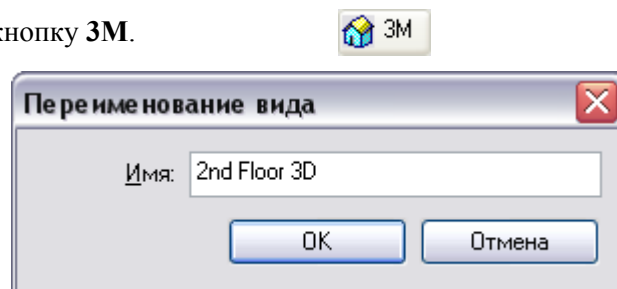 кнопку 3М.
3М
Переименование вида
Имя: 2nd Floor 3D
OK Отмена